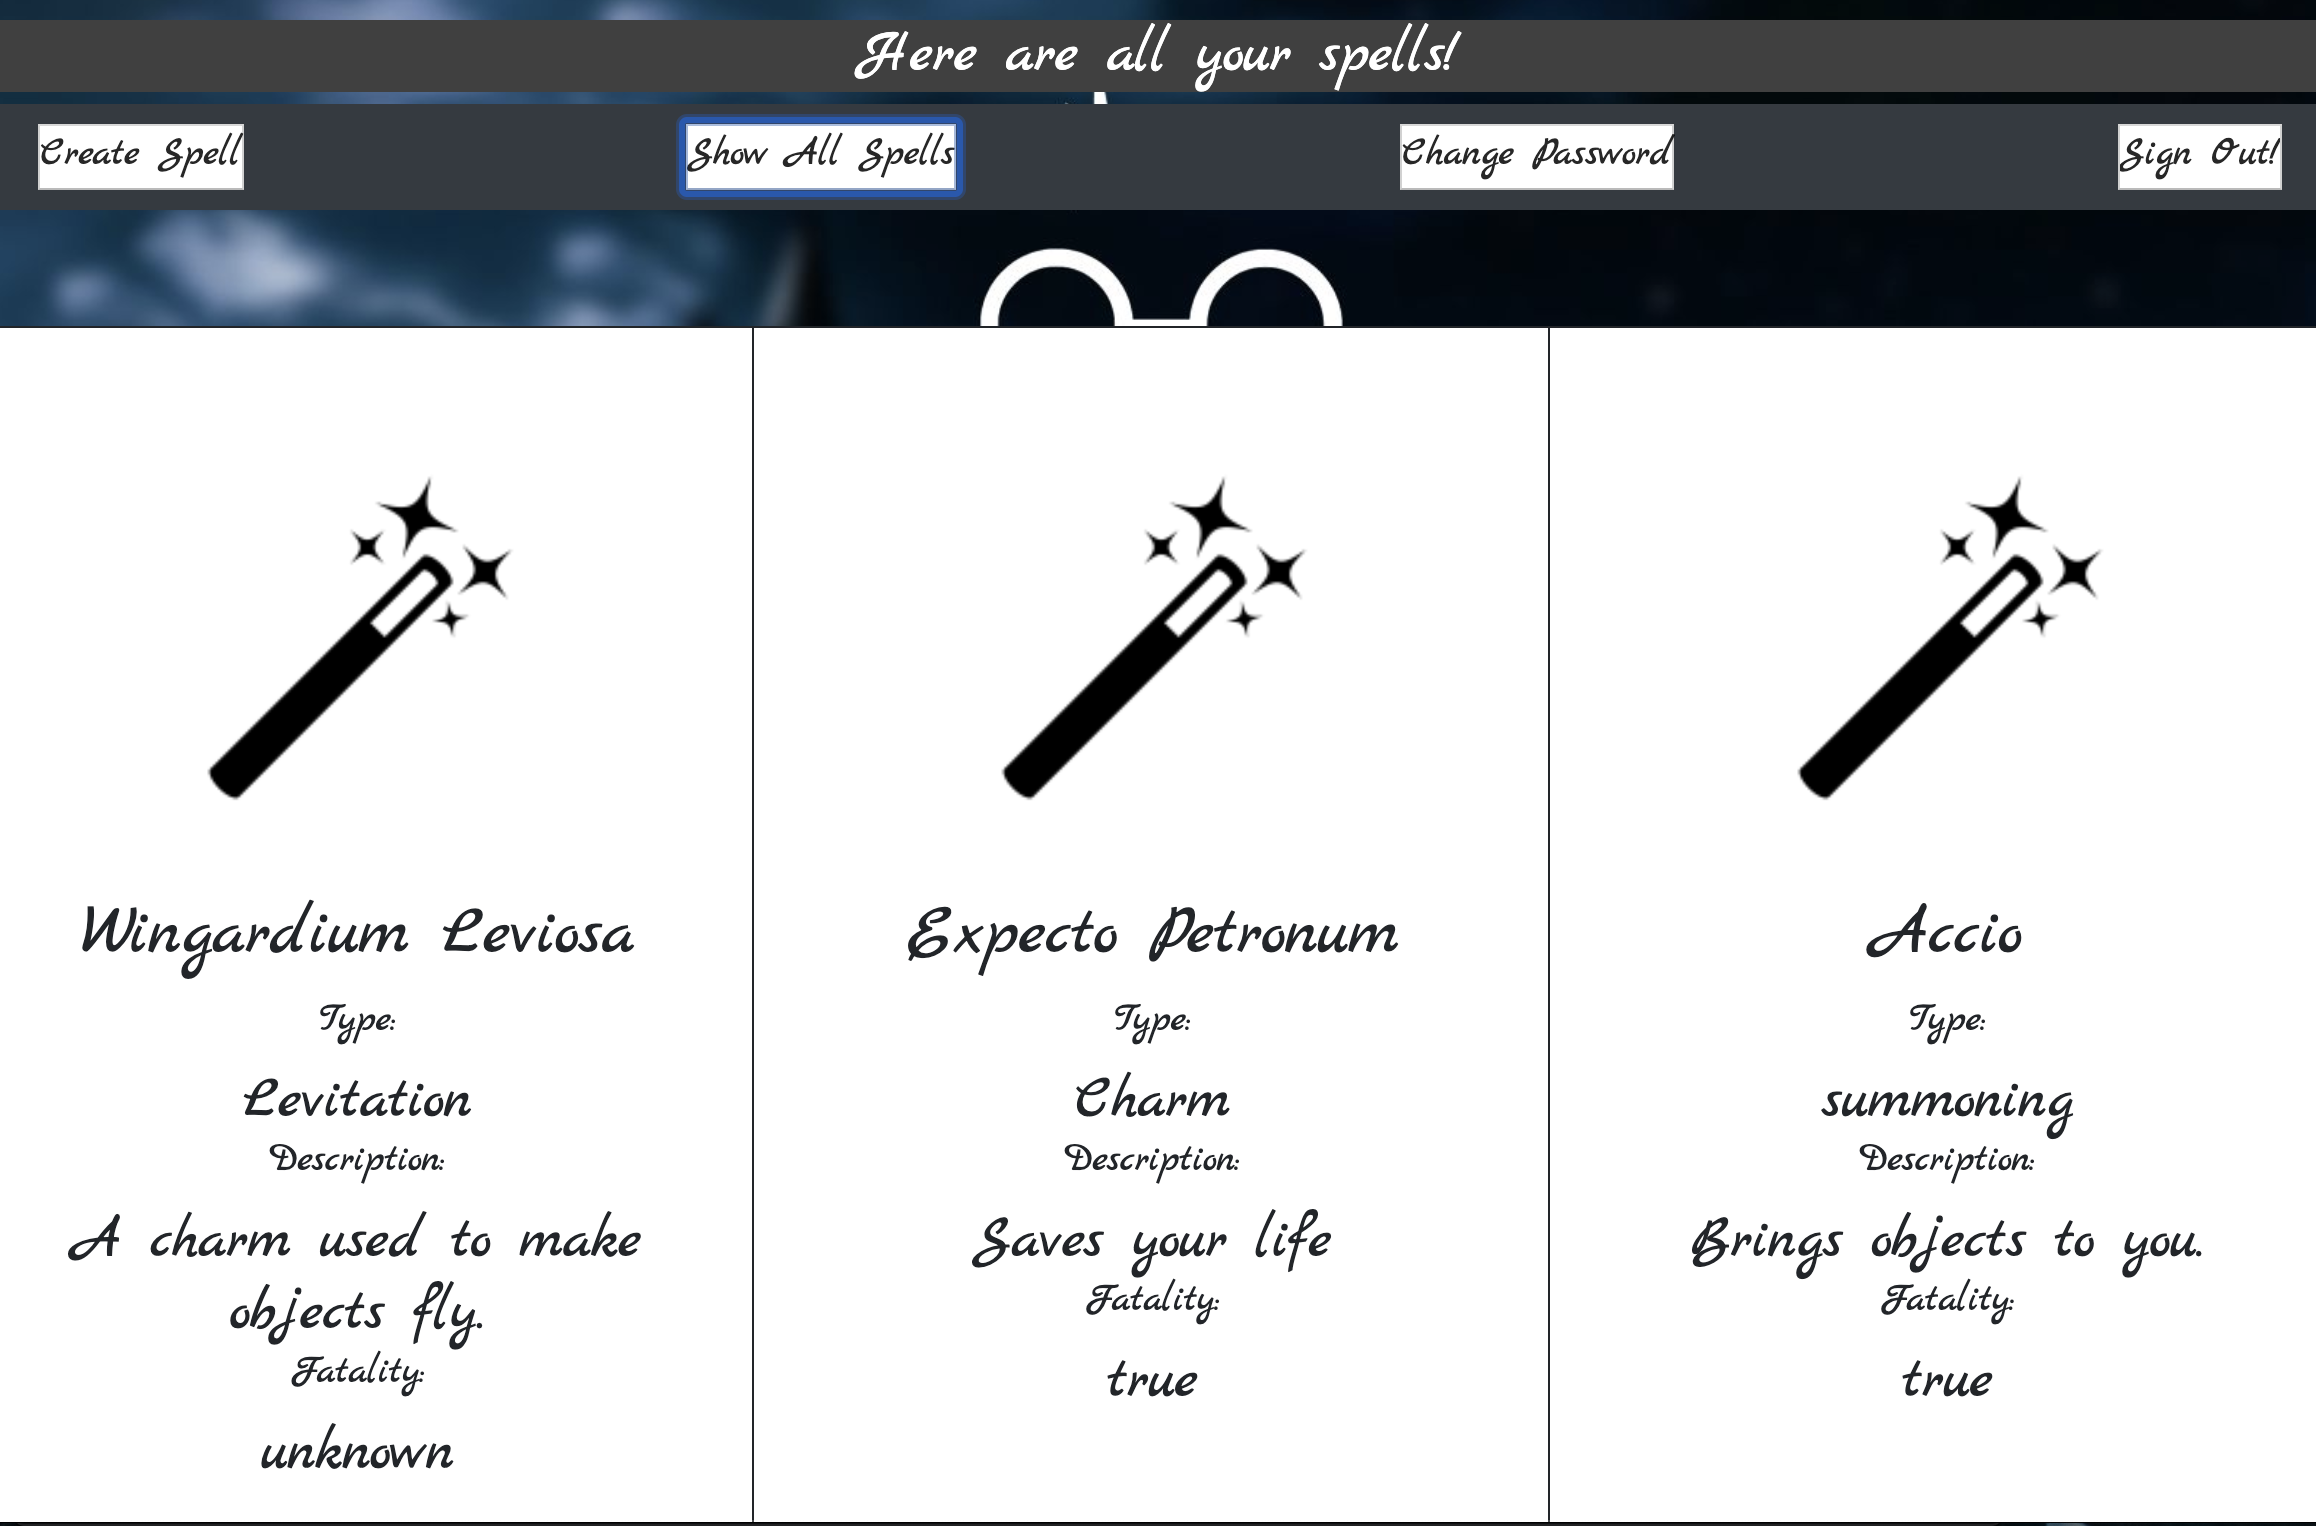 Here are all your spells!
Create Spell
Show All Spells
Change Password
Sign Out!
Wingardium Leviosa
Type:
Levitation
Description:
A charm used to make
objects fly.
Fatality:
unknown
Expecto Petronum
Type:
Charm
Description:
Saves your life
Fatality:
true
Accio
Type:
summoning
Description:
Brings objects to you.
Fatality:
true